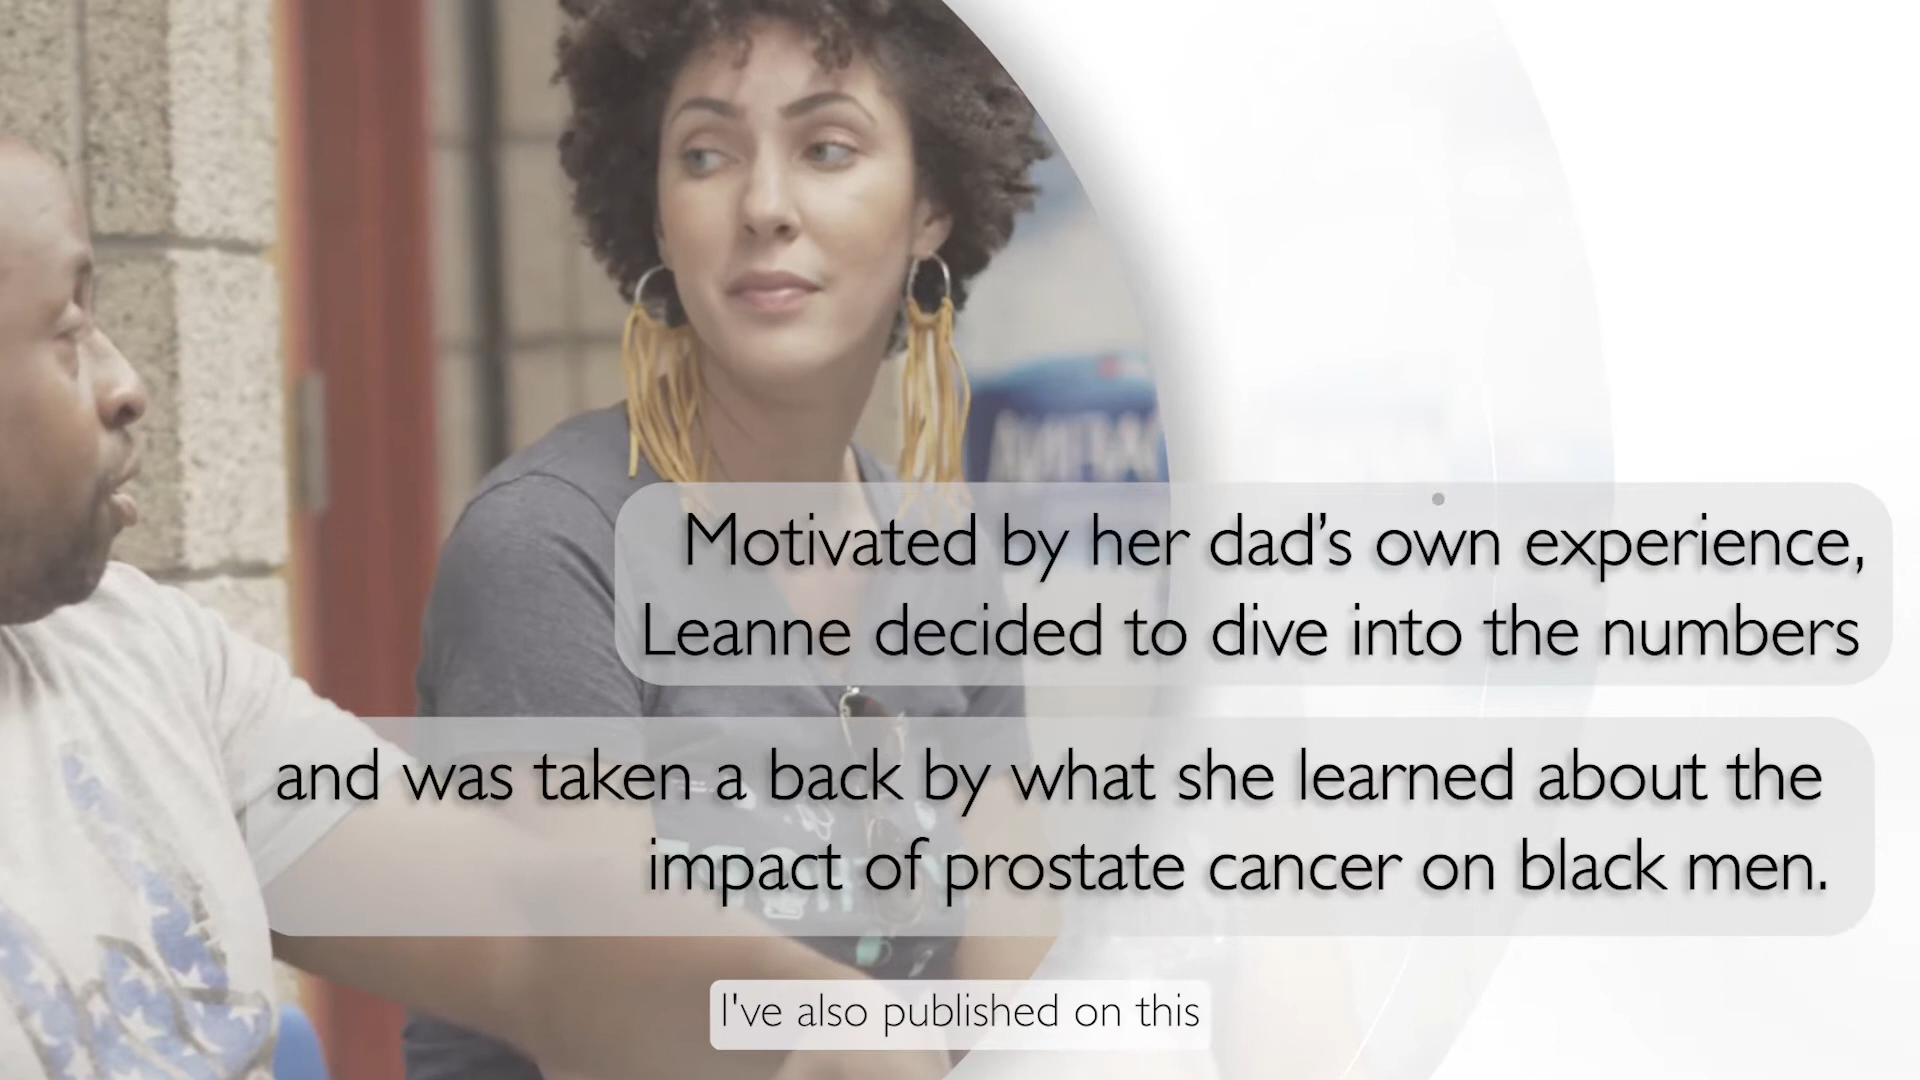 Motivated by her dad’s own experience,
Leanne decided to dive into the numbers
and was taken a back by what she learned about the
impact of prostate cancer on black men.
I've also published on this